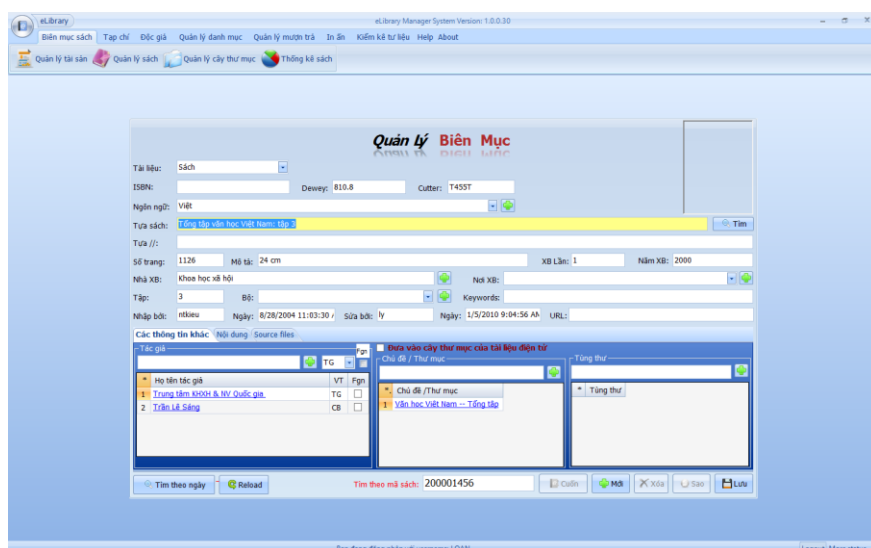 eLibrary
eLibrary Manager System Version: 1.0.0.30
Biên mục sách Tạp chí Độc giả Quản lý danh mục Quản lý mượn trả In ấn Kiểm kê tư liệu Help About
Quản lý tài sản Quản lý sách Quản lý cây thư mục Thống kê sách
Quản lý Biên Mục
Tài liệu: Sách
ISBN: Dewey: 810.8 Cutter: T455T
Ngôn ngữ: Việt
Tựa sách: Tổng tập văn học Việt Nam: tập 3 Tìm
Tựa //:
Số trang: 1126 Mô tả: 24 cm XB Lần: 1 Năm XB: 2000
Nhà XB: Khoa học xã hội Nơi XB:
Tập: 3 Bộ: Keywords:
Nhập bởi: ntkieu Ngày: 8/28/2004 11:03:30 / Sửa bởi: ly Ngày: 1/5/2010 9:04:56 AM URL:
Các thông tin khác Nội dung Source files
Tác giả Fgn Đưa vào cây thư mục của tài liệu điện tử
Chủ đề / Thư mục Tùng thư
TG
* Họ tên tác giả VT Fgn * Chủ đề /Thư mục * Tùng thư
1 Trung tâm KHXH & NV Quốc gia TG 1 Văn học Việt Nam -- Tổng tập
2 Trần Lê Sáng CB
Tìm theo ngày Reload Tìm theo mã sách: 200001456 Cuốn Mới Xóa Sao Lưu